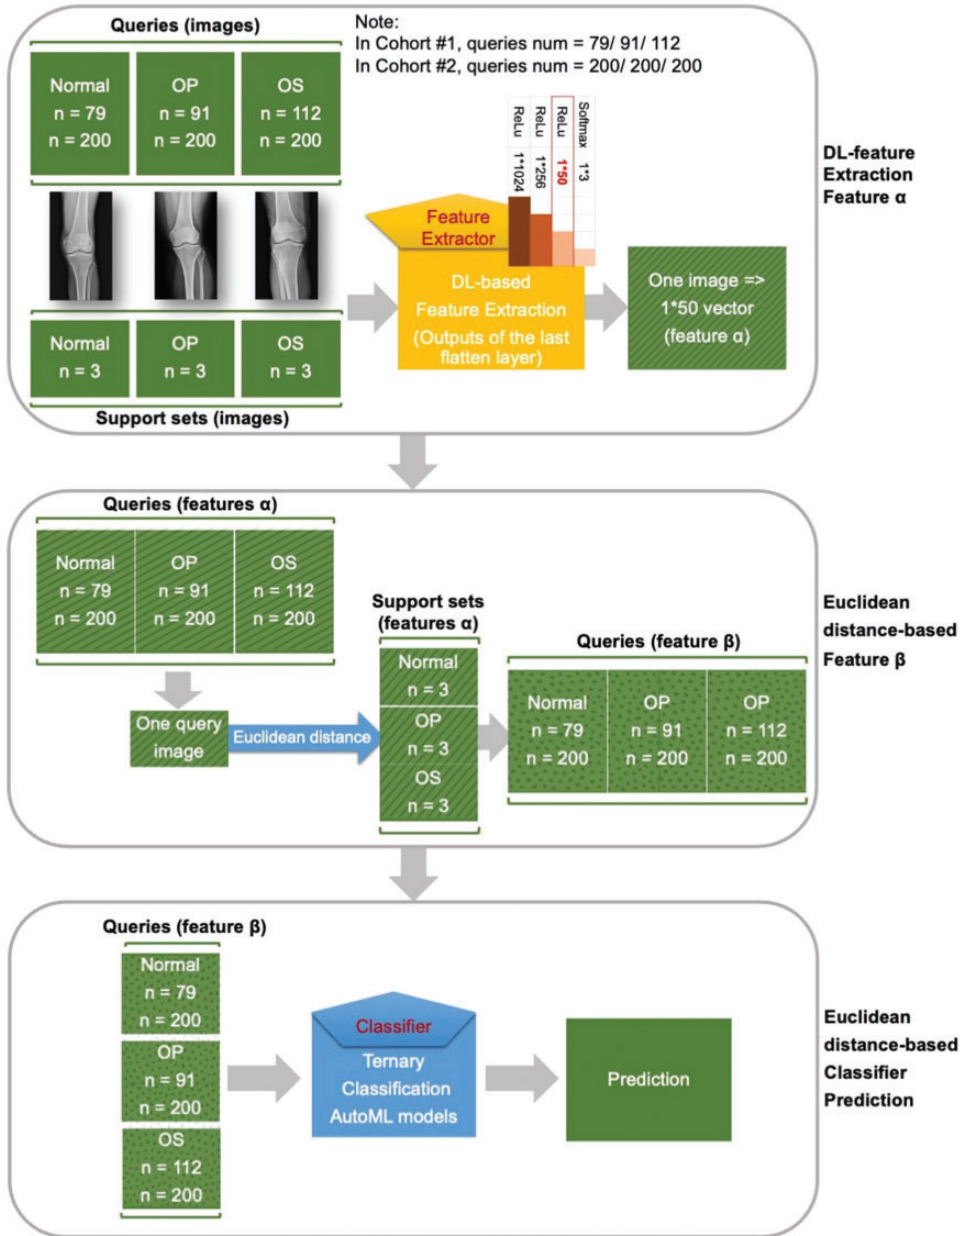 Queries (images)
Note:
In Cohort #1, queries num = 79/ 91/ 112
In Cohort #2, queries num = 200/ 200/ 200
Normal
n = 79
n = 200
OP
n = 91
n = 200
OS
n = 112
n = 200
ReLu 1*1024
ReLu 1*256
ReLu 1*50
Softmax 1*3
Feature
Extractor
DL-based
Feature Extraction
(Outputs of the last
flatten layer)
One image =>
1*50 vector
(feature α)
Normal
n = 3
OP
n = 3
OS
n = 3
Support sets (images)
DL-feature
Extraction
Feature α
Queries (features α)
Normal
n = 79
n = 200
OP
n = 91
n = 200
OS
n = 112
n = 200
One query
image
Euclidean distance
Support sets
(features α)
Normal
n = 3
OP
n = 3
OS
n = 3
Queries (feature β)
Normal
n = 79
n = 200
OP
n = 91
n = 200
OP
n = 112
n = 200
Euclidean
distance-based
Feature β
Queries (feature β)
Normal
n = 79
n = 200
OP
n = 91
n = 200
OS
n = 112
n = 200
Classifier
Ternary
Classification
AutoML models
Prediction
Euclidean
distance-based
Classifier
Prediction